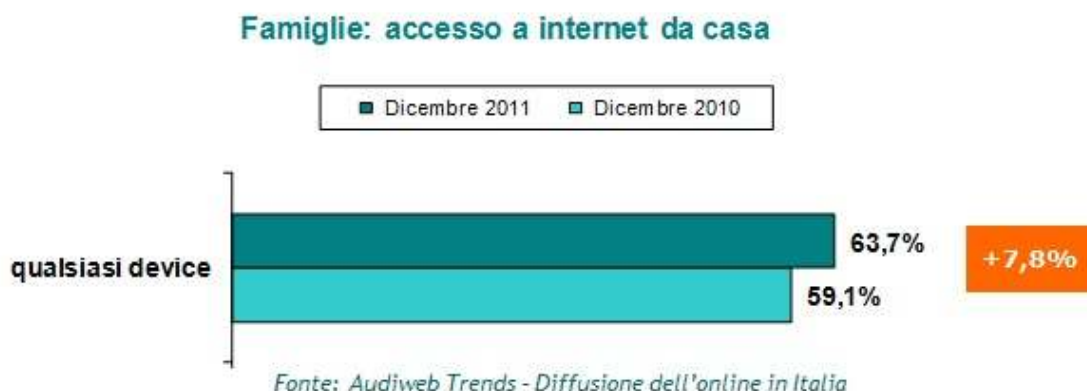 Famiglie: accesso a internet da casa
Dicembre 2011 Dicembre 2010
qualsiasi device
63,7%
59,1%
+7,8%
Fonte: Audiweb Trends - Diffusione dell'online in Italia